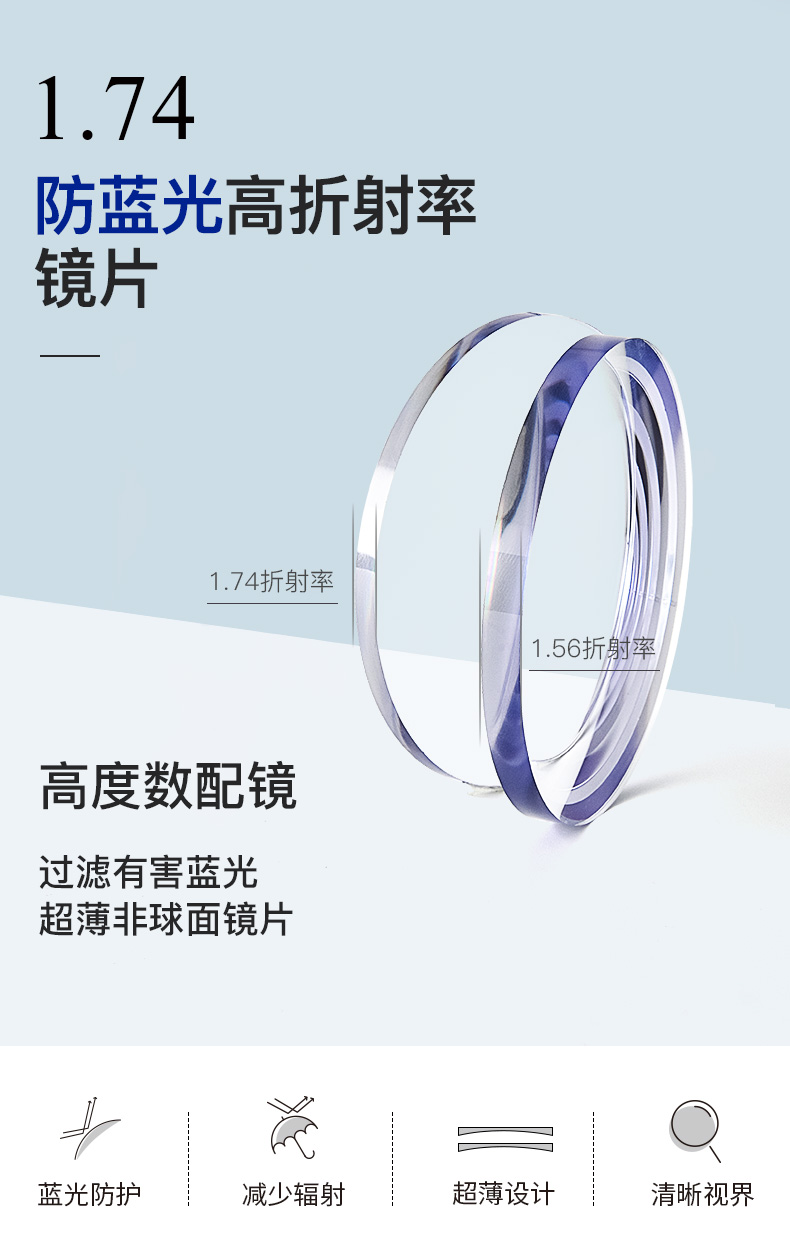 1.74
防蓝光高折射率
镜片
1.74折射率
1.56折射率
高度数配镜
过滤有害蓝光
超薄非球面镜片
蓝光防护
减少辐射
超薄设计
清晰视界